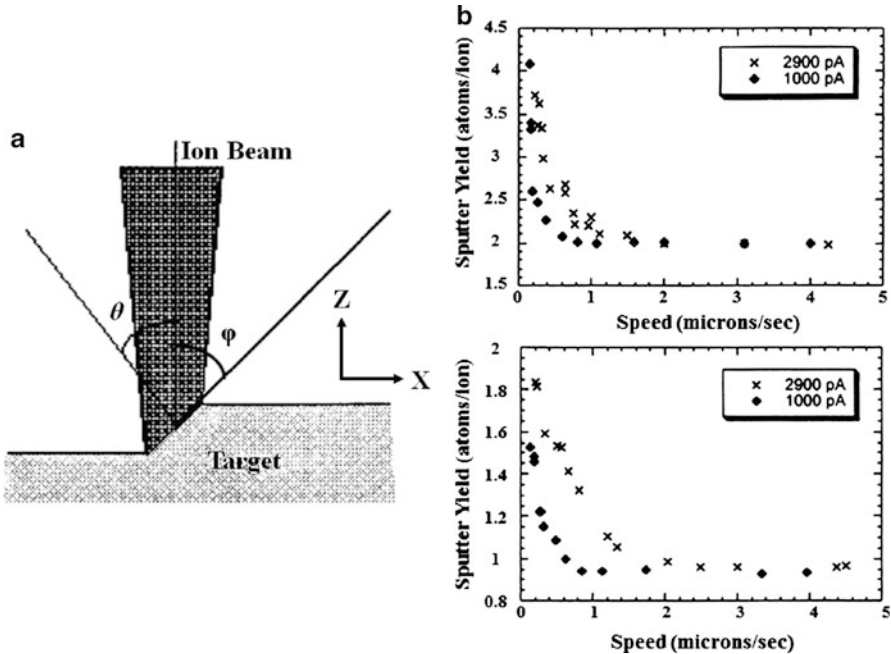 a
Ion Beam
θ
φ
Z
X
Target
b
Sputter Yield (atoms/ion)
4.5
4
3.5
3
2.5
2
1.5
0
1
2
3
4
5
Speed (microns/sec)
× 2900 pA
◆ 1000 pA
Sputter Yield (atoms/ion)
2
1.8
1.6
1.4
1.2
1
0.8
0
1
2
3
4
5
Speed (microns/sec)
× 2900 pA
◆ 1000 pA